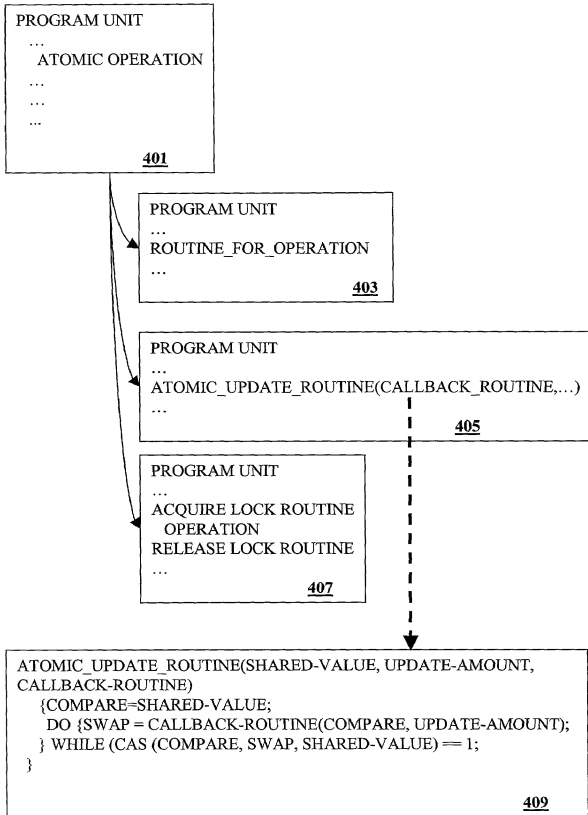 PROGRAM UNIT
...
ATOMIC OPERATION
...
...
...
401
PROGRAM UNIT
...
ROUTINE_FOR_OPERATION
...
403
PROGRAM UNIT
...
ATOMIC_UPDATE_ROUTINE(CALLBACK_ROUTINE,...)
...
405
PROGRAM UNIT
...
ACQUIRE LOCK ROUTINE
OPERATION
RELEASE LOCK ROUTINE
...
407
ATOMIC_UPDATE_ROUTINE(SHARED-VALUE, UPDATE-AMOUNT,
CALLBACK-ROUTINE)
{COMPARE=SHARED-VALUE;
DO {SWAP = CALLBACK-ROUTINE(COMPARE, UPDATE-AMOUNT);
} WHILE (CAS (COMPARE, SWAP, SHARED-VALUE) == 1;
}
409